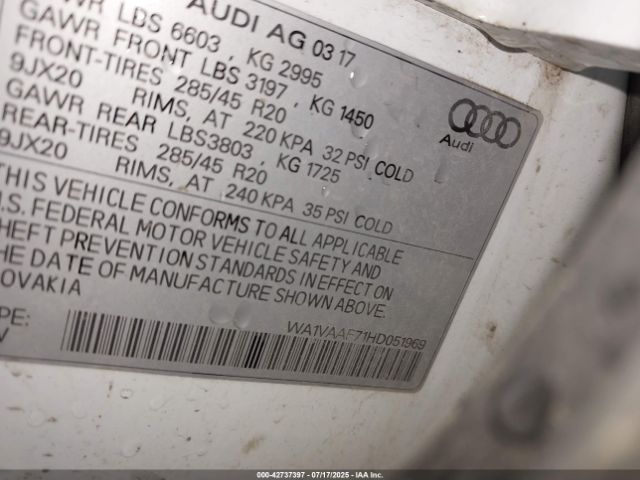 AUDI AG 03 17
LBS 6603 , KG 2995
GAWR FRONT LBS 3197 , KG 1450
FRONT-TIRES 285/45 R20
9JX20 RIMS, AT 220 KPA 32 PSI COLD
GAWR REAR LBS3803 , KG 1725
REAR-TIRES 285/45 R20
9JX20 RIMS, AT 240 KPA 35 PSI COLD
Audi
THIS VEHICLE CONFORMS TO ALL APPLICABLE
U.S. FEDERAL MOTOR VEHICLE SAFETY AND
THEFT PREVENTION STANDARDS IN EFFECT ON
THE DATE OF MANUFACTURE SHOWN ABOVE.
OVAKIA
PE:
V
WA1VAAF71HD051969
000-42737397 - 07/17/2025 - IAA Inc.